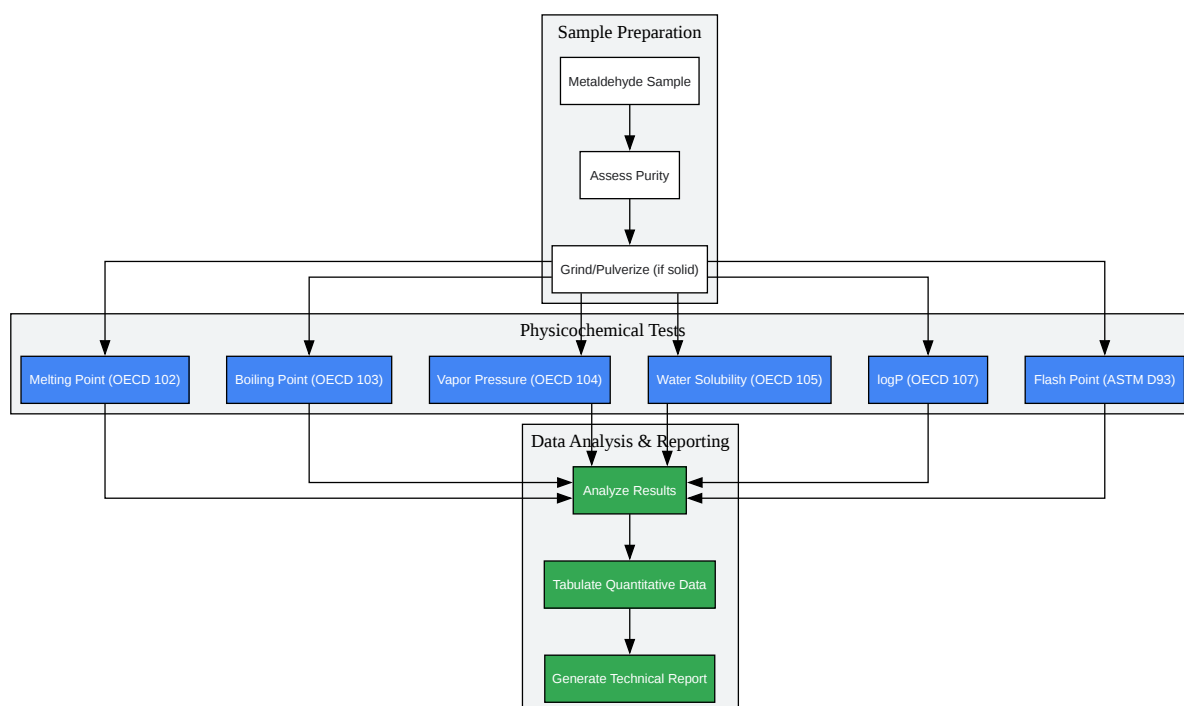 Sample Preparation
Metaldehyde Sample
Assess Purity
Grind/Pulverize (if solid)
Physicochemical Tests
Melting Point (OECD 102)
Boiling Point (OECD 103)
Vapor Pressure (OECD 104)
Water Solubility (OECD 105)
logP (OECD 107)
Flash Point (ASTM D93)
Data Analysis & Reporting
Analyze Results
Tabulate Quantitative Data
Generate Technical Report